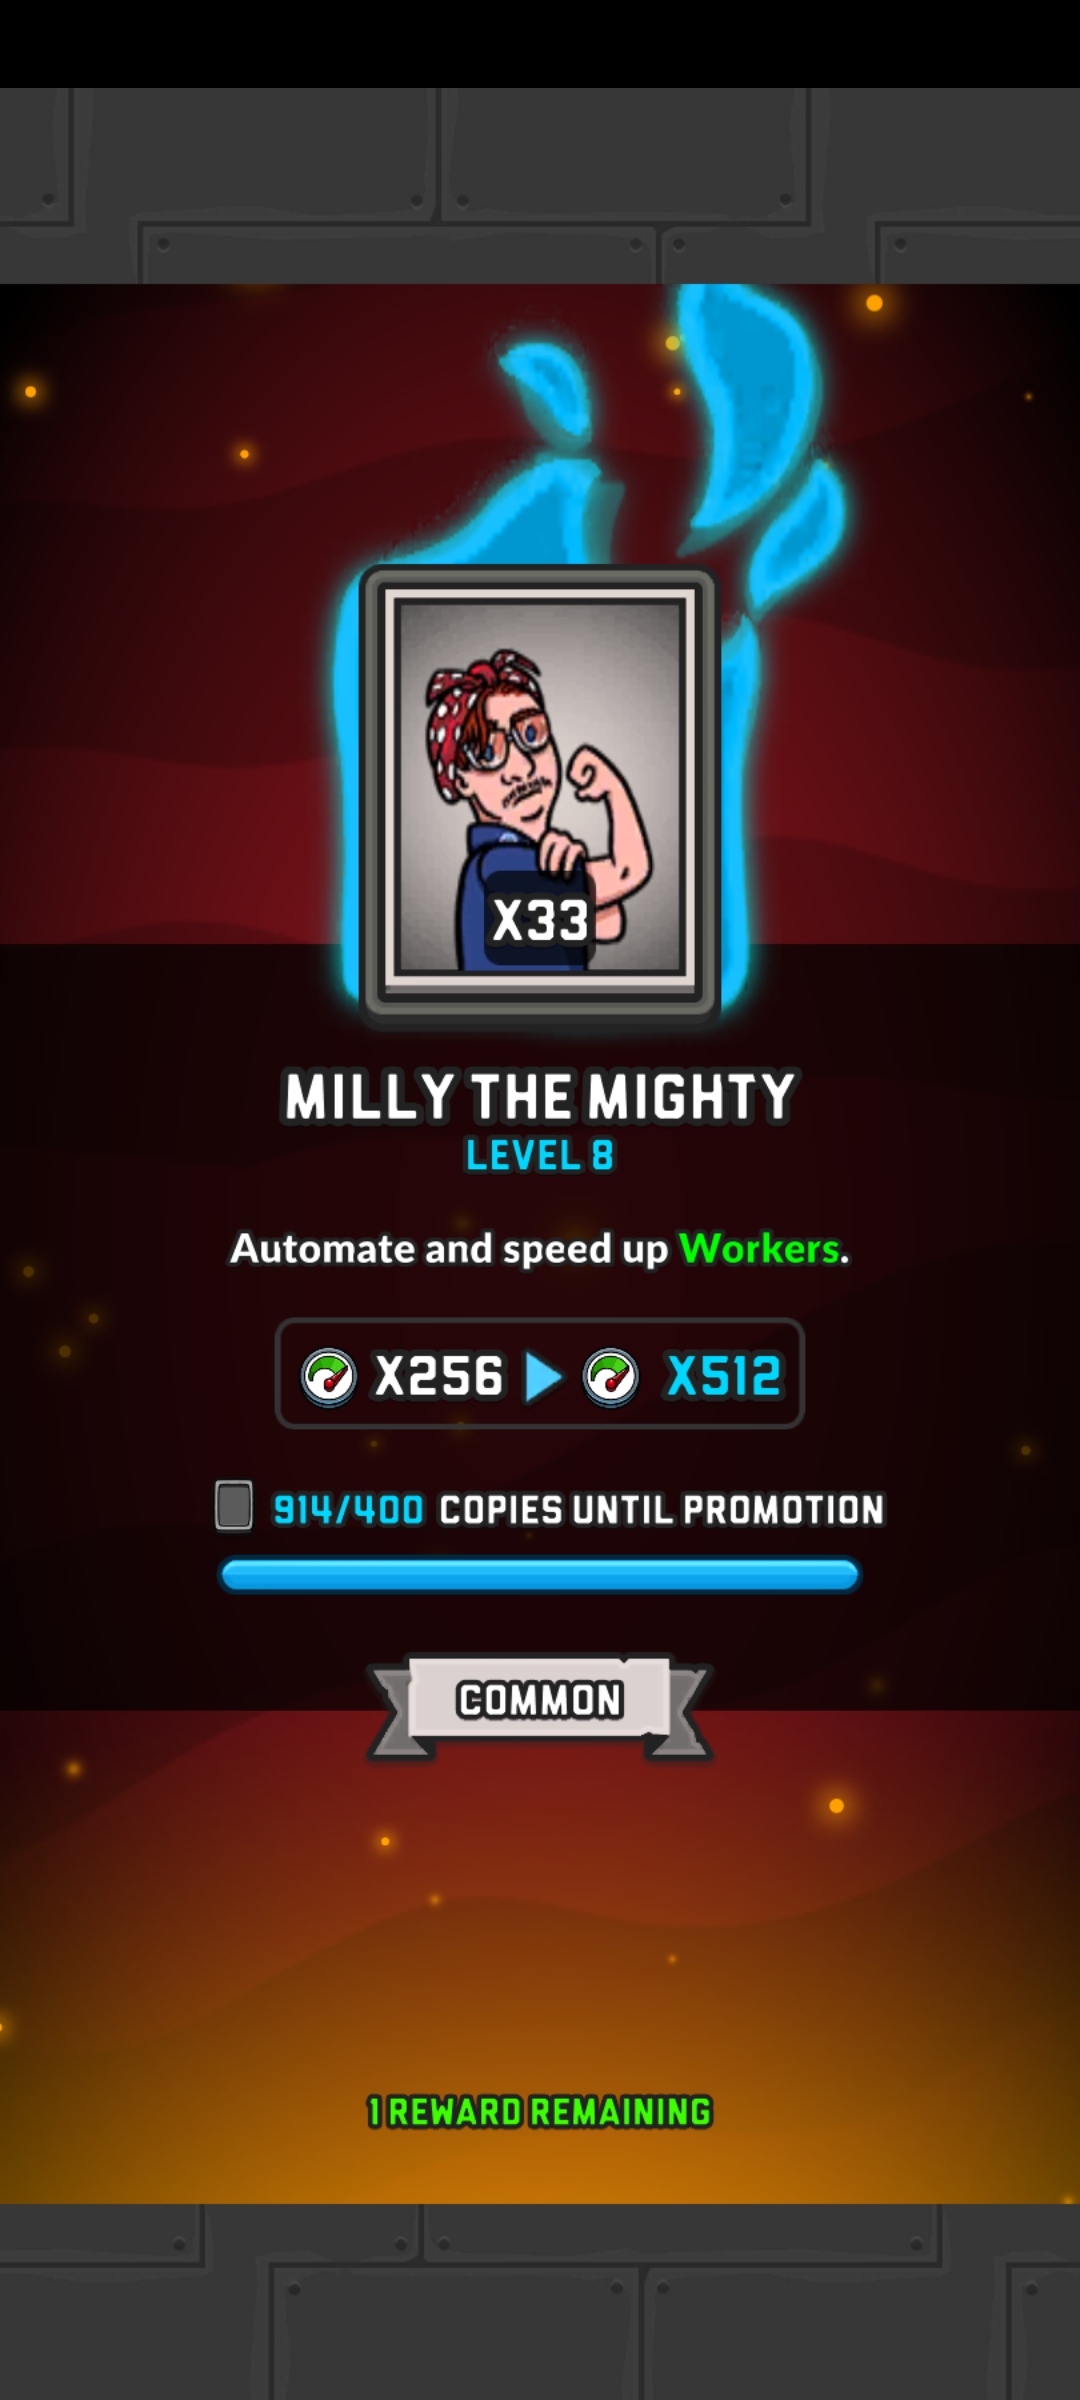 X33
MILLY THE MIGHTY
LEVEL 8
Automate and speed up Workers.
X256 X512
914/400 COPIES UNTIL PROMOTION
COMMON
1 REWARD REMAINING